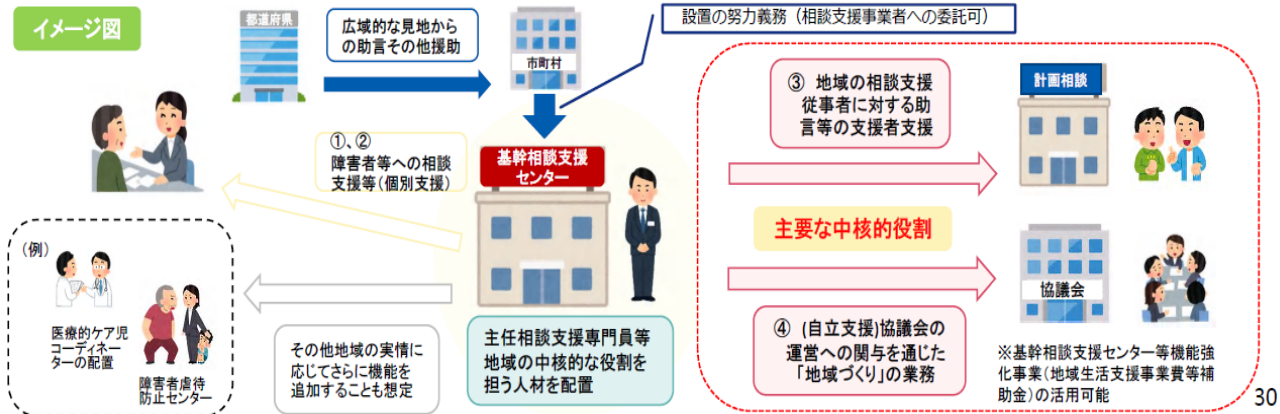 イメージ図
都道府県
広域的な見地から
の助言その他援助
市町村
設置の努力義務（相談支援事業者への委託可）
①、②
障害者等への相談
支援等（個別支援）
基幹相談支援
センター
③ 地域の相談支援
従事者に対する助
言等の支援者支援
計画相談
主要な中核的役割
（例）
医療的ケア児
コーディネー
ターの配置
障害者虐待
防止センター
その他地域の実情に
応じてさらに機能を
追加することも想定
主任相談支援専門員等
地域の中核的な役割を
担う人材を配置
④ (自立支援)協議会の
運営への関与を通じた
「地域づくり」の業務
協議会
※基幹相談支援センター等機能強
化事業（地域生活支援事業費等補
助金）の活用可能
30